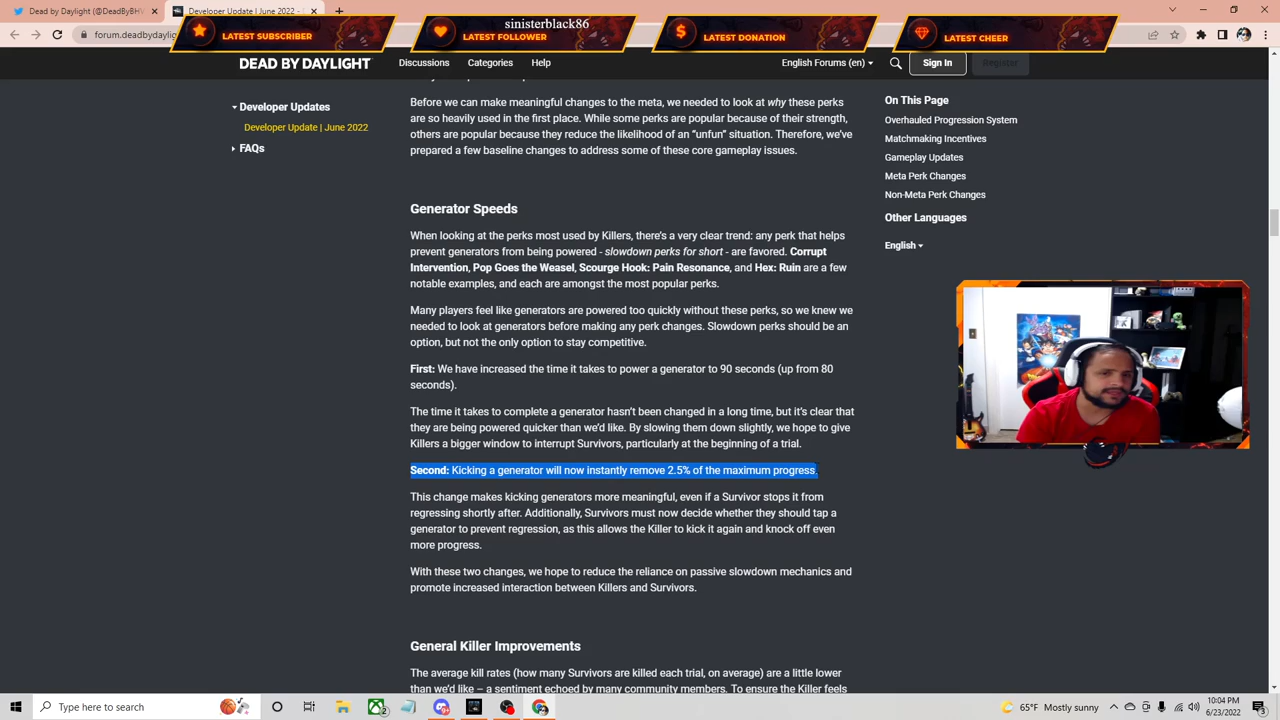 sinisterblack86
LATEST SUBSCRIBER
LATEST FOLLOWER
LATEST DONATION
LATEST CHEER
(3) Dead by Daylight (@DeadByBH
Developer Update | June 2022
forum.deadbydaylig
DEAD BY DAYLIGHT
Discussions
Categories
Help
English Forums (en)
Sign In
Register
Developer Updates
Developer Update | June 2022
FAQs
Before we can make meaningful changes to the meta, we needed to look at why these perks
are so heavily used in the first place. While some perks are popular because of their strength,
others are popular because they reduce the likelihood of an “unfun” situation. Therefore, we’ve
prepared a few baseline changes to address some of these core gameplay issues.
Generator Speeds
When looking at the perks most used by Killers, there’s a very clear trend: any perk that helps
prevent generators from being powered - slowdown perks for short - are favored. Corrupt
Intervention, Pop Goes the Weasel, Scourge Hook: Pain Resonance, and Hex: Ruin are a few
notable examples, and each are amongst the most popular perks.
Many players feel like generators are powered too quickly without these perks, so we knew we
needed to look at generators before making any perk changes. Slowdown perks should be an
option, but not the only option to stay competitive.
First: We have increased the time it takes to power a generator to 90 seconds (up from 80
seconds).
The time it takes to complete a generator hasn’t been changed in a long time, but it’s clear that
they are being powered quicker than we’d like. By slowing them down slightly, we hope to give
Killers a bigger window to interrupt Survivors, particularly at the beginning of a trial.
Second: Kicking a generator will now instantly remove 2.5% of the maximum progress.
This change makes kicking generators more meaningful, even if a Survivor stops it from
regressing shortly after. Additionally, Survivors must now decide whether they should tap a
generator to prevent regression, as this allows the Killer to kick it again and knock off even
more progress.
With these two changes, we hope to reduce the reliance on passive slowdown mechanics and
promote increased interaction between Killers and Survivors.
General Killer Improvements
The average kill rates (how many Survivors are killed each trial, on average) are a little lower
than we’d like – a sentiment echoed by many community members. To ensure the Killer feels
On This Page
Overhauled Progression System
Matchmaking Incentives
Gameplay Updates
Meta Perk Changes
Non-Meta Perk Changes
Other Languages
English
Type here to search
65°F Mostly sunny
10:04 PM
6/23/2022